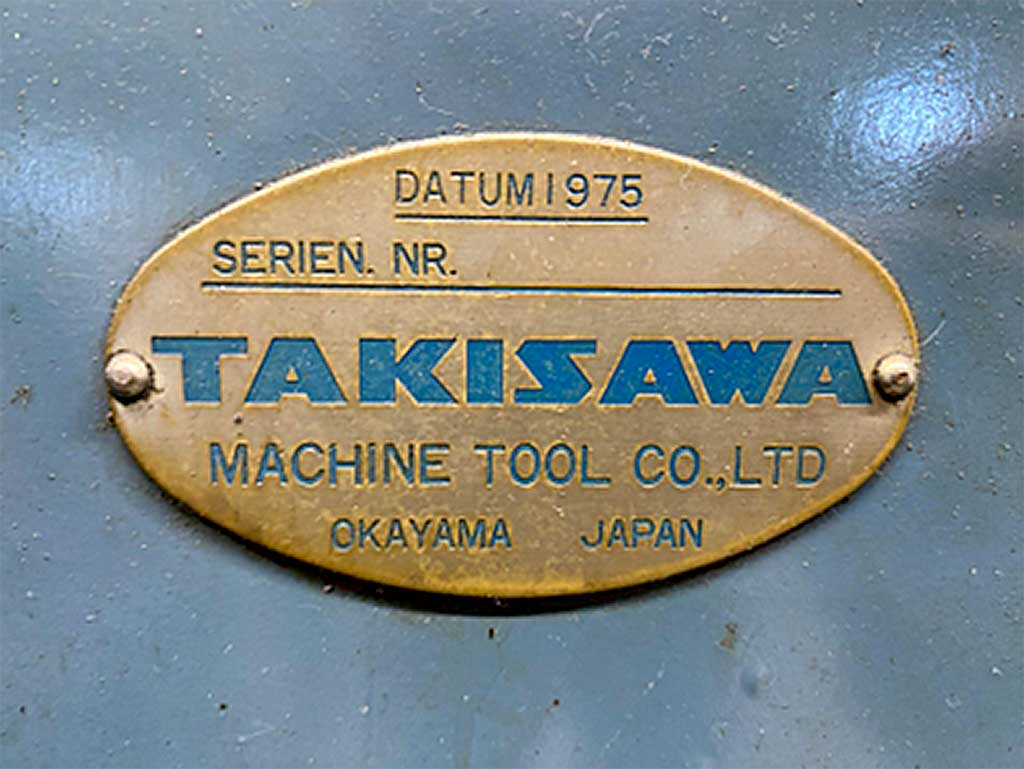 DATUM 1975
SERIEN. NR.
TAKISAWA
MACHINE TOOL CO.,LTD
OKAYAMA JAPAN